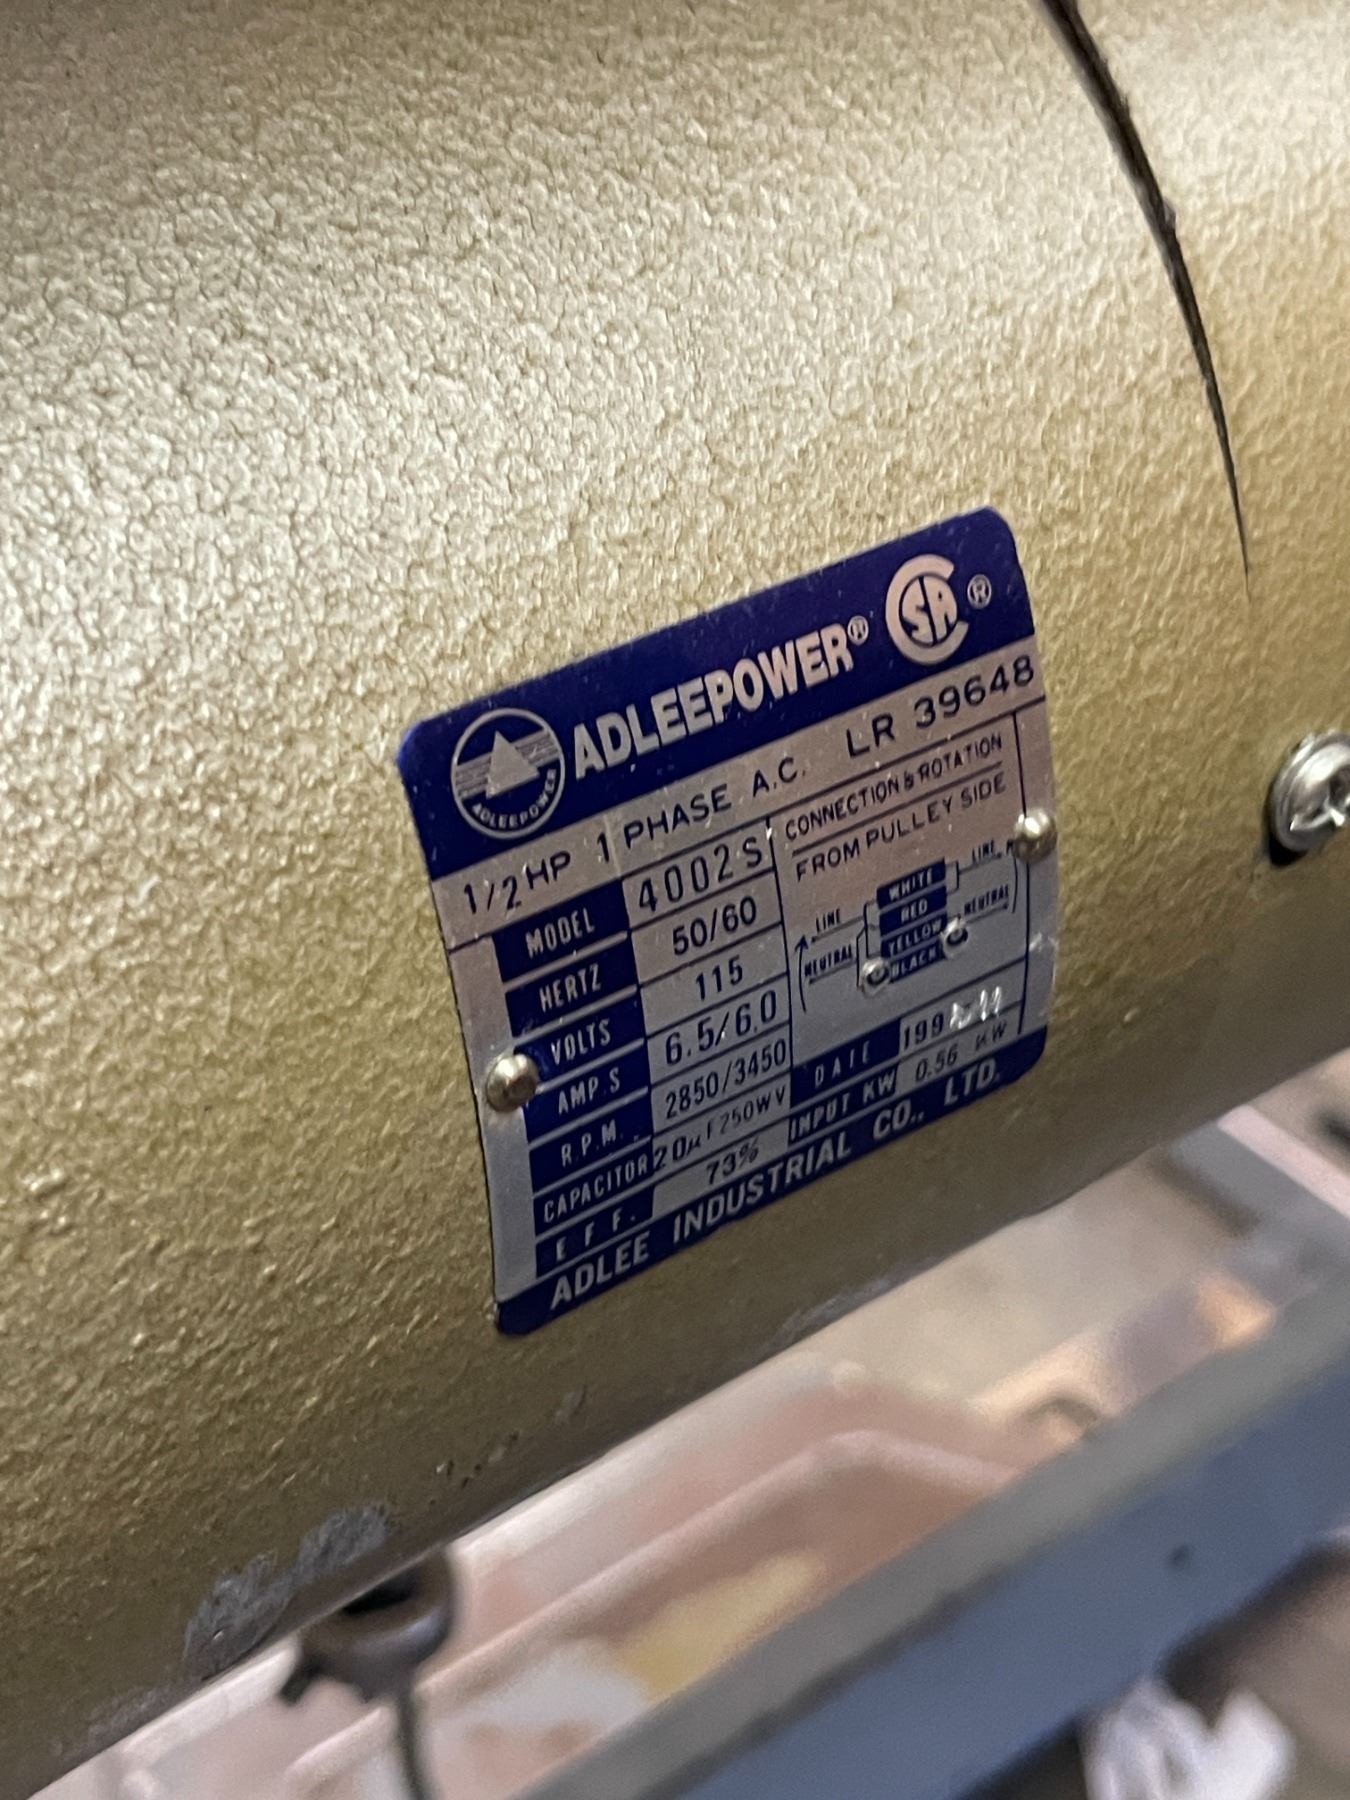 ADLEEPOWER® CSA ®
ADLEEPOWER
1/2 HP 1 PHASE A.C. LR 39648
MODEL 4002S
HERTZ 50/60
VOLTS 115
AMP.S 6.5/6.0
R.P.M. 2850/3450
CAPACITOR 20μF250WV
E F F. 73%
CONNECTION & ROTATION
FROM PULLEY SIDE
LINE WHITE LINE
RED
NEUTRAL YELLOW NEUTRAL
BLACK
DATE 199
INPUT KW 0.56 KW
ADLEE INDUSTRIAL CO., LTD.